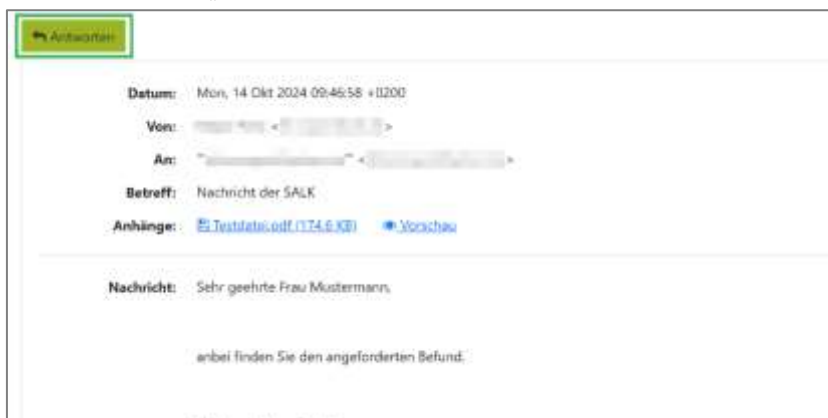 Antworten
Datum: Mon, 14 Okt 2024 09:46:58 +0200
Von: < >
An: " " < >
Betreff: Nachricht der SALK
Anhänge: Testdatei.pdf (174.6 KB) Vorschau
Nachricht: Sehr geehrte Frau Mustermann,
anbei finden Sie den angeforderten Befund.